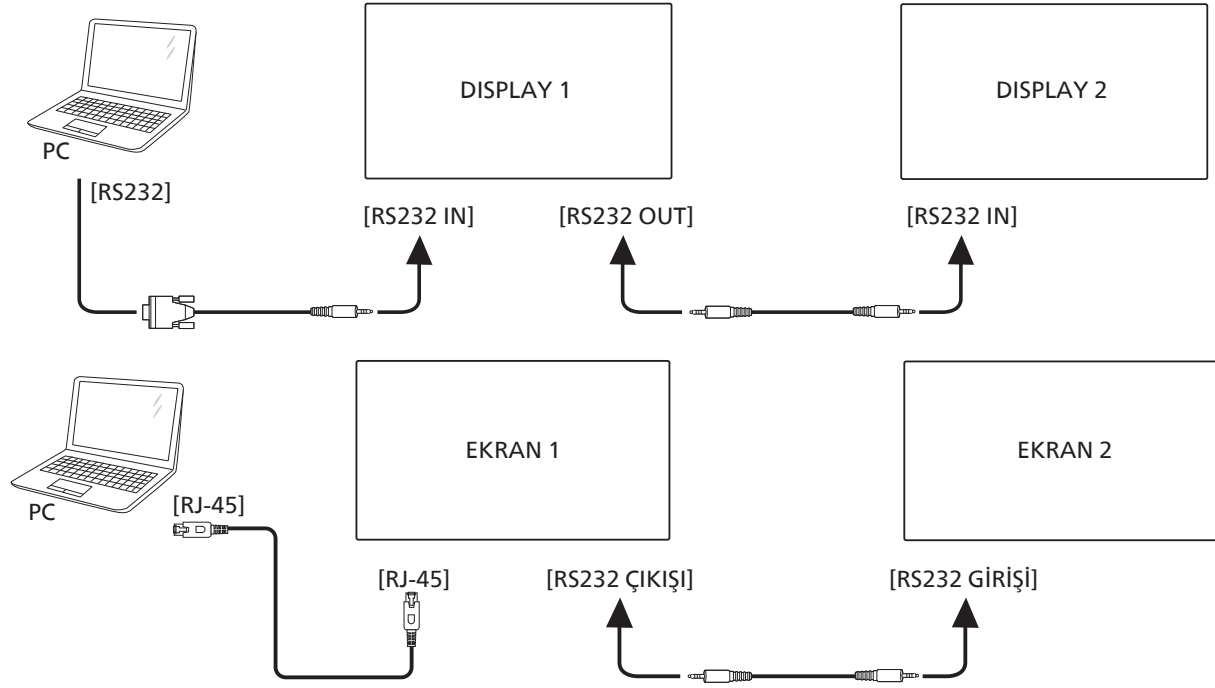 DISPLAY 1
DISPLAY 2
PC
[RS232]
[RS232 IN]
[RS232 OUT]
[RS232 IN]
EKRAN 1
EKRAN 2
PC
[RJ-45]
[RJ-45]
[RS232 ÇIKIŞI]
[RS232 GİRİŞİ]